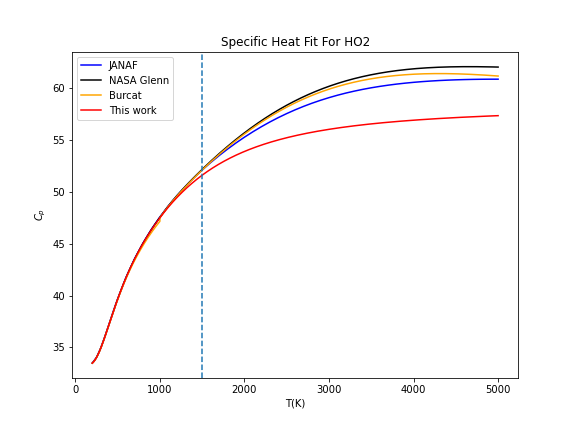 Specific Heat Fit For HO2
JANAF
NASA Glenn
Burcat
This work
60
55
50
45
40
35
Cp
0
1000
2000
3000
4000
5000
T(K)